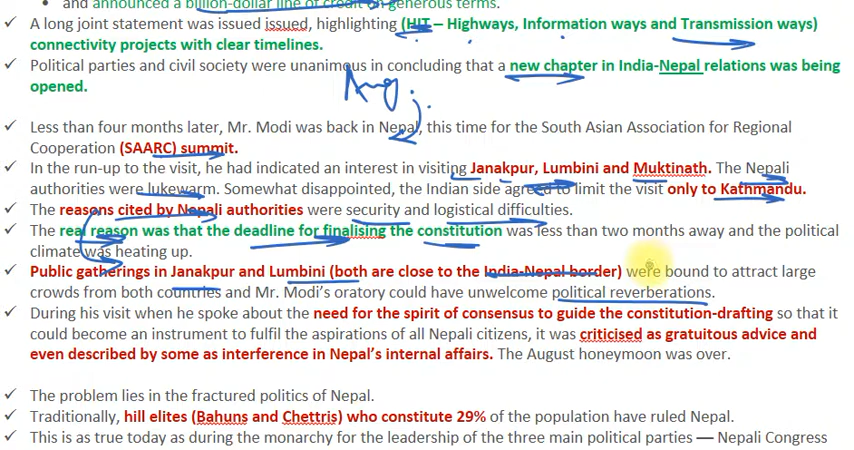 and announced a billion-dollar line of credit on generous terms.
✓ A long joint statement was issued issued, highlighting (HIT – Highways, Information ways and Transmission ways)
connectivity projects with clear timelines.
✓ Political parties and civil society were unanimous in concluding that a new chapter in India-Nepal relations was being
opened.
Aug.
✓ Less than four months later, Mr. Modi was back in Nepal, this time for the South Asian Association for Regional
Cooperation (SAARC) summit.
✓ In the run-up to the visit, he had indicated an interest in visiting Janakpur, Lumbini and Muktinath. The Nepali
authorities were lukewarm. Somewhat disappointed, the Indian side agreed to limit the visit only to Kathmandu.
✓ The reasons cited by Nepali authorities were security and logistical difficulties.
✓ The real reason was that the deadline for finalising the constitution was less than two months away and the political
climate was heating up.
✓ Public gatherings in Janakpur and Lumbini (both are close to the India-Nepal border) were bound to attract large
crowds from both countries and Mr. Modi's oratory could have unwelcome political reverberations.
✓ During his visit when he spoke about the need for the spirit of consensus to guide the constitution-drafting so that it
could become an instrument to fulfil the aspirations of all Nepali citizens, it was criticised as gratuitous advice and
even described by some as interference in Nepal's internal affairs. The August honeymoon was over.
✓ The problem lies in the fractured politics of Nepal.
✓ Traditionally, hill elites (Bahuns and Chettris) who constitute 29% of the population have ruled Nepal.
✓ This is as true today as during the monarchy for the leadership of the three main political parties — Nepali Congress